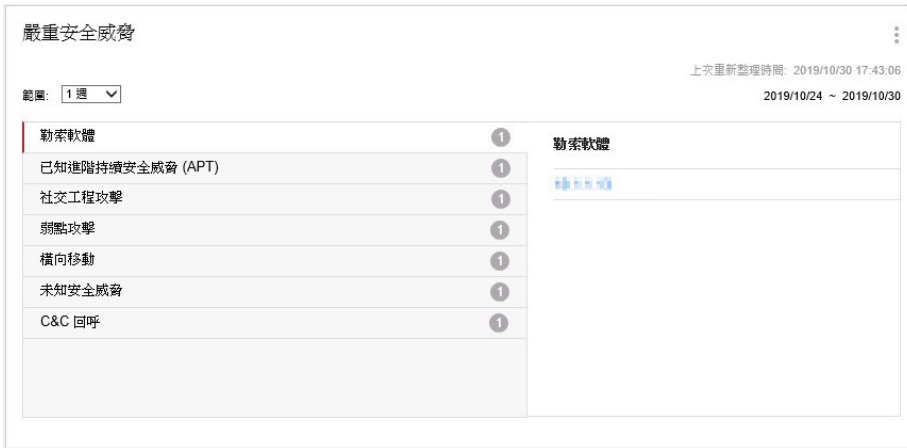 嚴重安全威脅
上次重新整理時間: 2019/10/30 17:43:06
範圍: 1 週
2019/10/24 ~ 2019/10/30
勒索軟體 1
已知進階持續安全威脅 (APT) 1
社交工程攻擊 1
弱點攻擊 1
橫向移動 1
未知安全威脅 1
C&C 回呼 1
勒索軟體